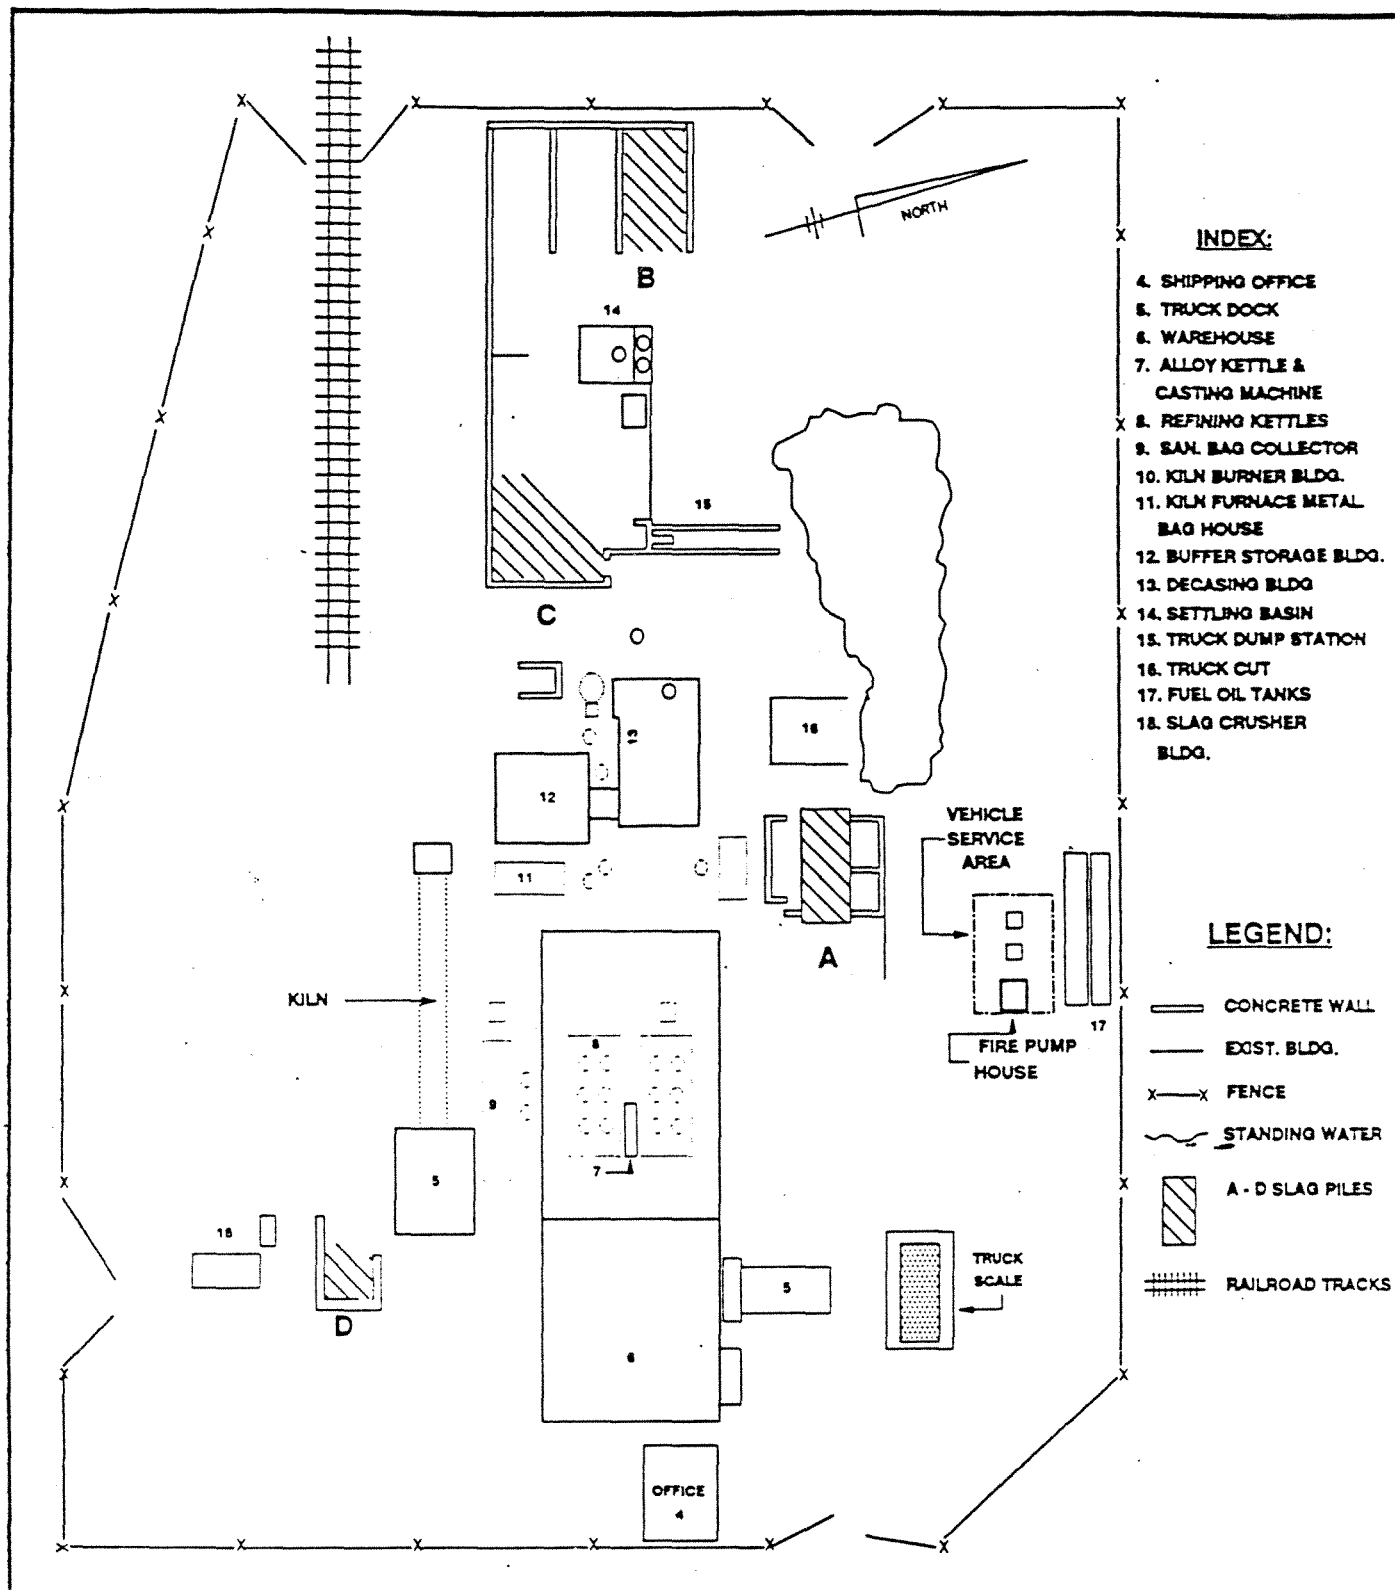 NORTH
B
14
15
C
13
12
16
11
A
VEHICLE
SERVICE
AREA
KILN
FIRE PUMP
HOUSE
17
8
9
7
5
18
D
5
TRUCK
SCALE
6
OFFICE
4
INDEX:
4. SHIPPING OFFICE
5. TRUCK DOCK
6. WAREHOUSE
7. ALLOY KETTLE &
CASTING MACHINE
8. REFINING KETTLES
9. SAN. BAG COLLECTOR
10. KILN BURNER BLDG.
11. KILN FURNACE METAL
BAG HOUSE
12. BUFFER STORAGE BLDG.
13. DECASING BLDG
14. SETTLING BASIN
15. TRUCK DUMP STATION
16. TRUCK CUT
17. FUEL OIL TANKS
18. SLAG CRUSHER
BLDG.
LEGEND:
CONCRETE WALL
EXIST. BLDG.
X X FENCE
STANDING WATER
A - D SLAG PILES
RAILROAD TRACKS